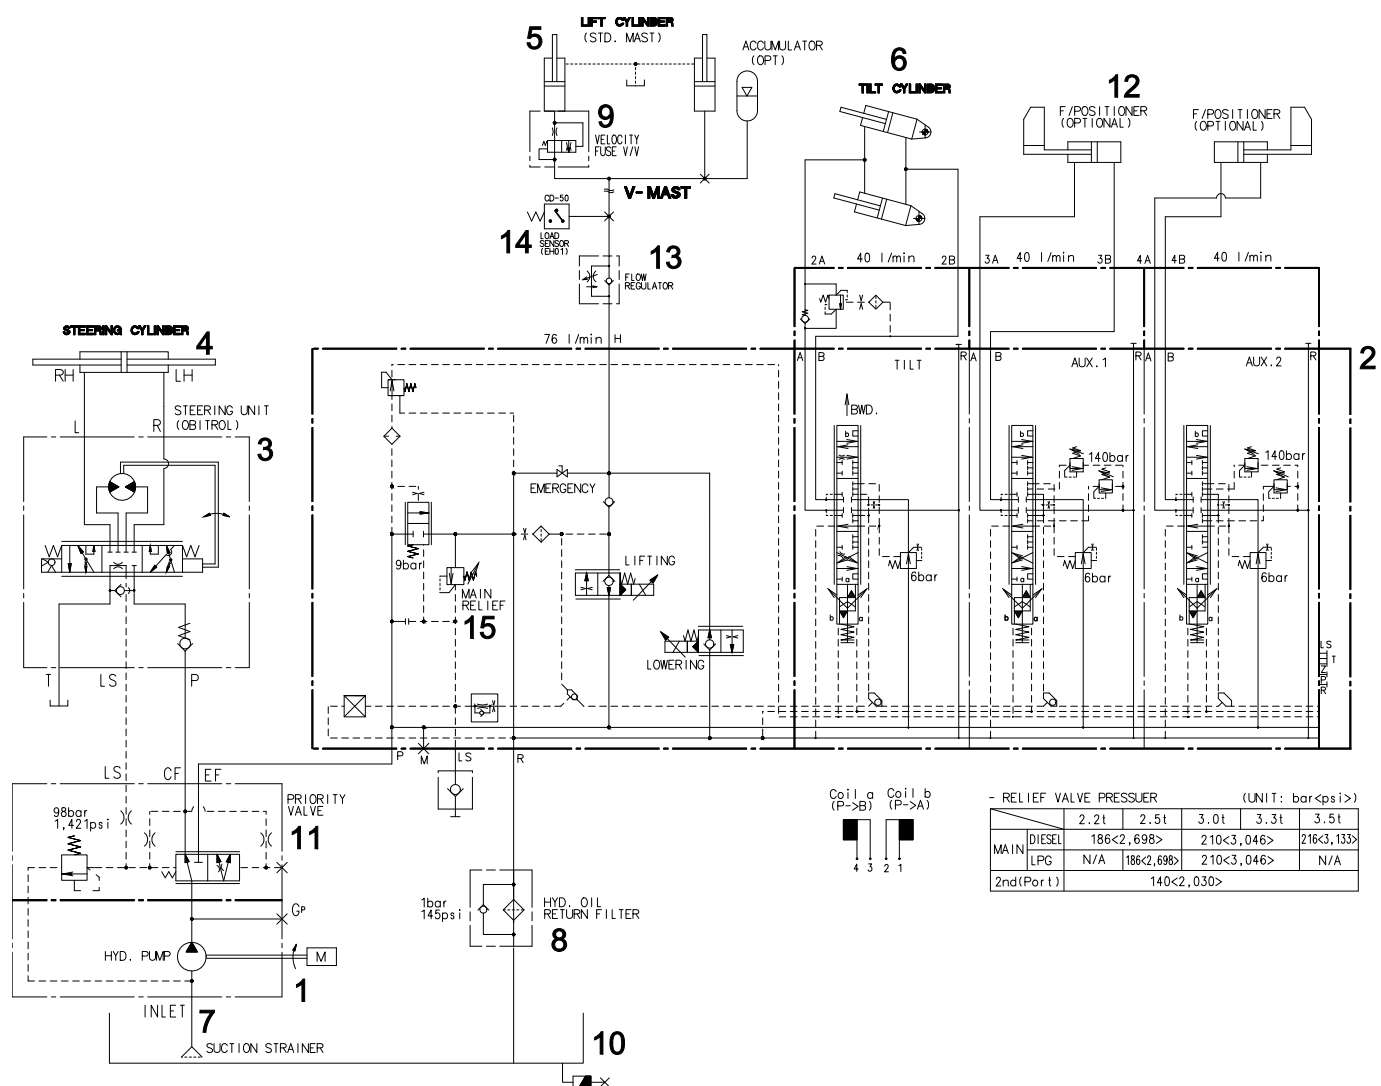 LIFT CYLINDER
(STD. MAST)
5
ACCUMULATOR
(OPT)
6
TILT CYLINDER
12
F/POSITIONER
(OPTIONAL)
F/POSITIONER
(OPTIONAL)
9
VELOCITY
FUSE V/V
V-MAST
CD-50
14
LOAD
SENSOR
(EH01)
13
FLOW
REGULATOR
2A
40 l/min
2B
3A
40 l/min
3B
4A
4B
40 l/min
STEERING CYLINDER
4
RH
LH
76 l/min
H
2
A
B
TILT
R
A
B
AUX.1
R
A
B
AUX.2
R
STEERING UNIT
(OBITROL)
L
R
3
BWD.
b
b
b
140bar
140bar
EMERGENCY
9bar
MAIN
RELIEF
15
LIFTING
LOWERING
6bar
6bar
6bar
a
a
a
b
a
b
a
b
a
LS
T
Z
P
R
T
LS
P
P
M
LS
R
LS
CF
EF
98bar
1,421psi
PRIORITY
VALVE
11
GP
HYD. PUMP
M
1
INLET
7
SUCTION STRAINER
1bar
145psi
HYD. OIL
RETURN FILTER
8
10
Coil a
(P->B)
Coil b
(P->A)
4 3 2 1
- RELIEF VALVE PRESSUER (UNIT: bar<psi>)
2.2t 2.5t 3.0t 3.3t 3.5t
MAIN DIESEL 186<2,698> 210<3,046> 216<3,133>
LPG N/A 186<2,698> 210<3,046> N/A
2nd(Port) 140<2,030>